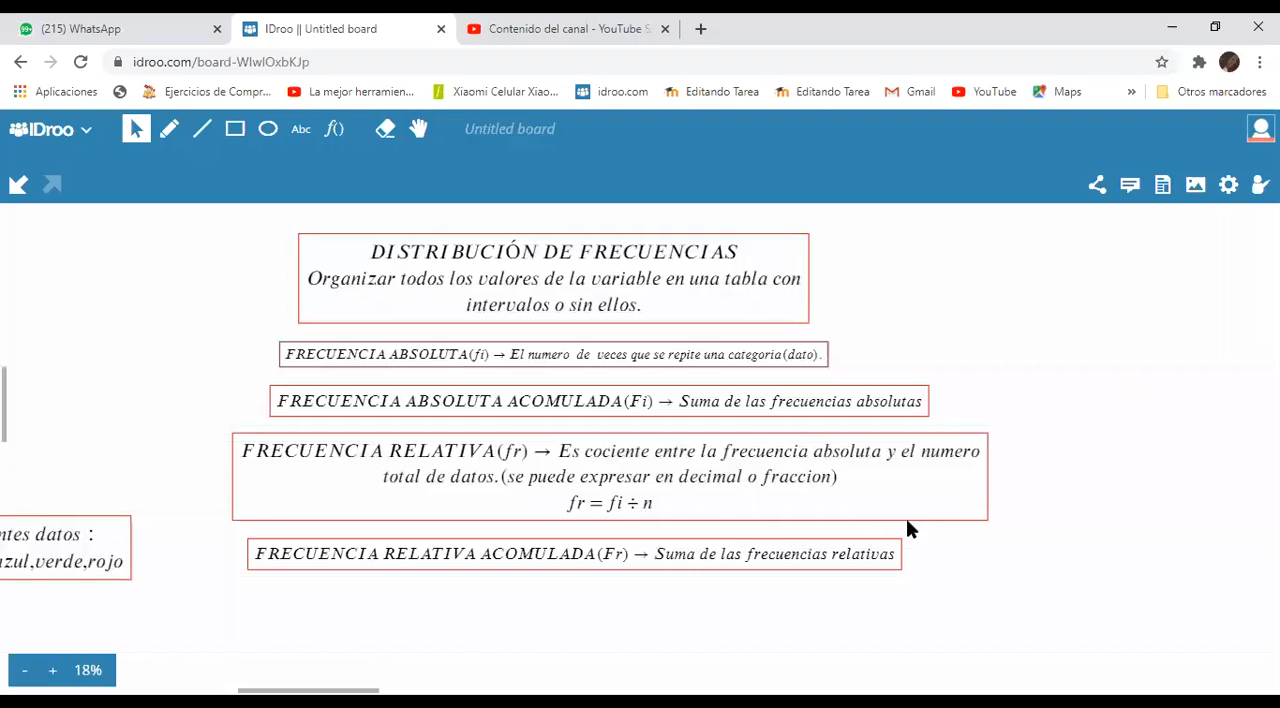 (215) WhatsApp
IDroo || Untitled board
Contenido del canal - YouTube S
idroo.com/board-WIwIOxbKJp
Aplicaciones
Ejercicios de Compr...
La mejor herramien...
Xiaomi Celular Xiao...
idroo.com
Editando Tarea
Editando Tarea
Gmail
YouTube
Maps
»
Otros marcadores
IDroo
Abc
f()
Untitled board
DISTRIBUCIÓN DE FRECUENCIAS
Organizar todos los valores de la variable en una tabla con
intervalos o sin ellos.
FRECUENCIA ABSOLUTA(fi) → El numero de veces que se repite una categoria(dato).
FRECUENCIA ABSOLUTA ACOMULADA(Fi) → Suma de las frecuencias absolutas
FRECUENCIA RELATIVA(fr) → Es cociente entre la frecuencia absoluta y el numero
total de datos.(se puede expresar en decimal o fraccion)
fr = fi ÷ n
FRECUENCIA RELATIVA ACOMULADA(Fr) → Suma de las frecuencias relativas
ntes datos :
azul,verde,rojo
- + 18%